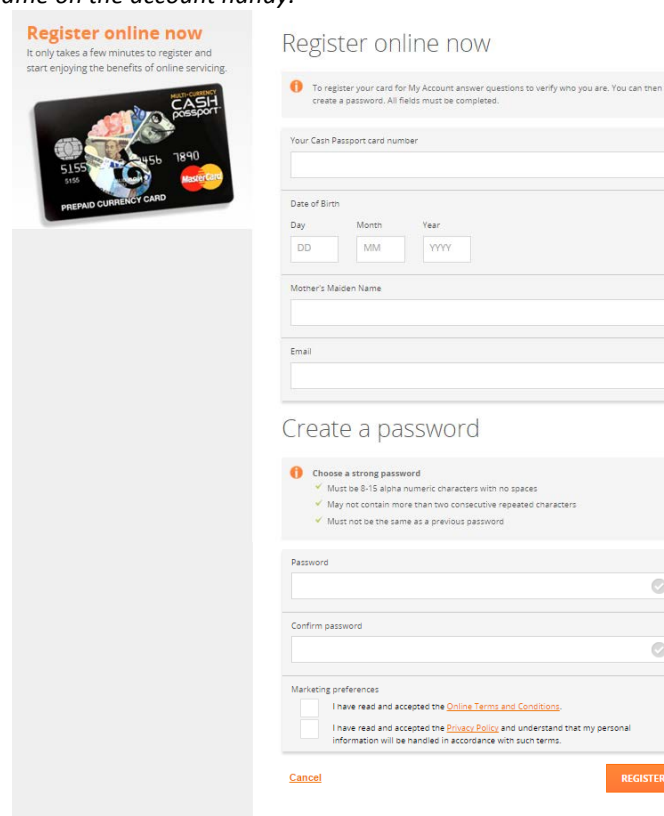 ame on the account handy.
Register online now
It only takes a few minutes to register and
start enjoying the benefits of online servicing.
MULTI-CURRENCY
CASH
passport
5155 3456 7890
5155
MasterCard
PREPAID CURRENCY CARD
Register online now
To register your card for My Account answer questions to verify who you are. You can then
create a password. All fields must be completed.
Your Cash Passport card number
Date of Birth
Day Month Year
DD MM YYYY
Mother's Maiden Name
Email
Create a password
Choose a strong password
Must be 8-15 alpha numeric characters with no spaces
May not contain more than two consecutive repeated characters
Must not be the same as a previous password
Password
Confirm password
Marketing preferences
I have read and accepted the Online Terms and Conditions.
I have read and accepted the Privacy Policy and understand that my personal
information will be handled in accordance with such terms.
Cancel
REGISTER